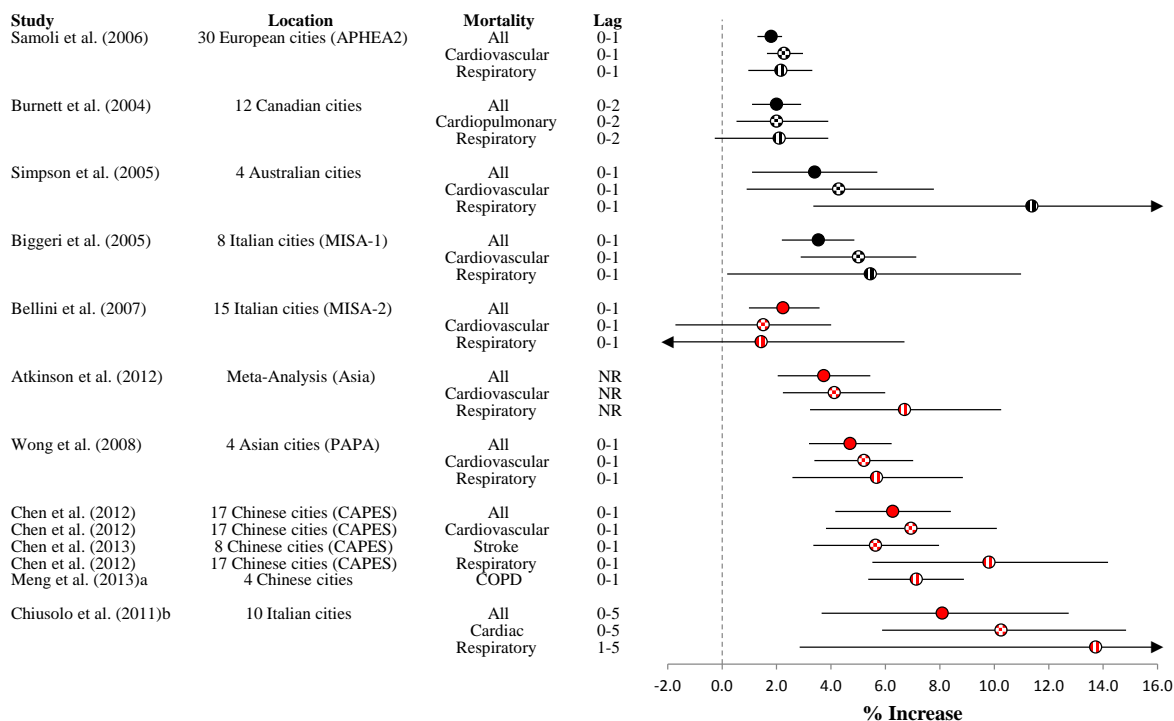 Study Location Mortality Lag
Samoli et al. (2006) 30 European cities (APHEA2) All 0-1
Cardiovascular 0-1
Respiratory 0-1
Burnett et al. (2004) 12 Canadian cities All 0-2
Cardiopulmonary 0-2
Respiratory 0-2
Simpson et al. (2005) 4 Australian cities All 0-1
Cardiovascular 0-1
Respiratory 0-1
Biggeri et al. (2005) 8 Italian cities (MISA-1) All 0-1
Cardiovascular 0-1
Respiratory 0-1
Bellini et al. (2007) 15 Italian cities (MISA-2) All 0-1
Cardiovascular 0-1
Respiratory 0-1
Atkinson et al. (2012) Meta-Analysis (Asia) All NR
Cardiovascular NR
Respiratory NR
Wong et al. (2008) 4 Asian cities (PAPA) All 0-1
Cardiovascular 0-1
Respiratory 0-1
Chen et al. (2012) 17 Chinese cities (CAPES) All 0-1
Chen et al. (2012) 17 Chinese cities (CAPES) Cardiovascular 0-1
Chen et al. (2013) 8 Chinese cities (CAPES) Stroke 0-1
Chen et al. (2012) 17 Chinese cities (CAPES) Respiratory 0-1
Meng et al. (2013)a 4 Chinese cities COPD 0-1
Chiusolo et al. (2011)b 10 Italian cities All 0-5
Cardiac 0-5
Respiratory 1-5
-2.0 0.0 2.0 4.0 6.0 8.0 10.0 12.0 14.0 16.0
% Increase